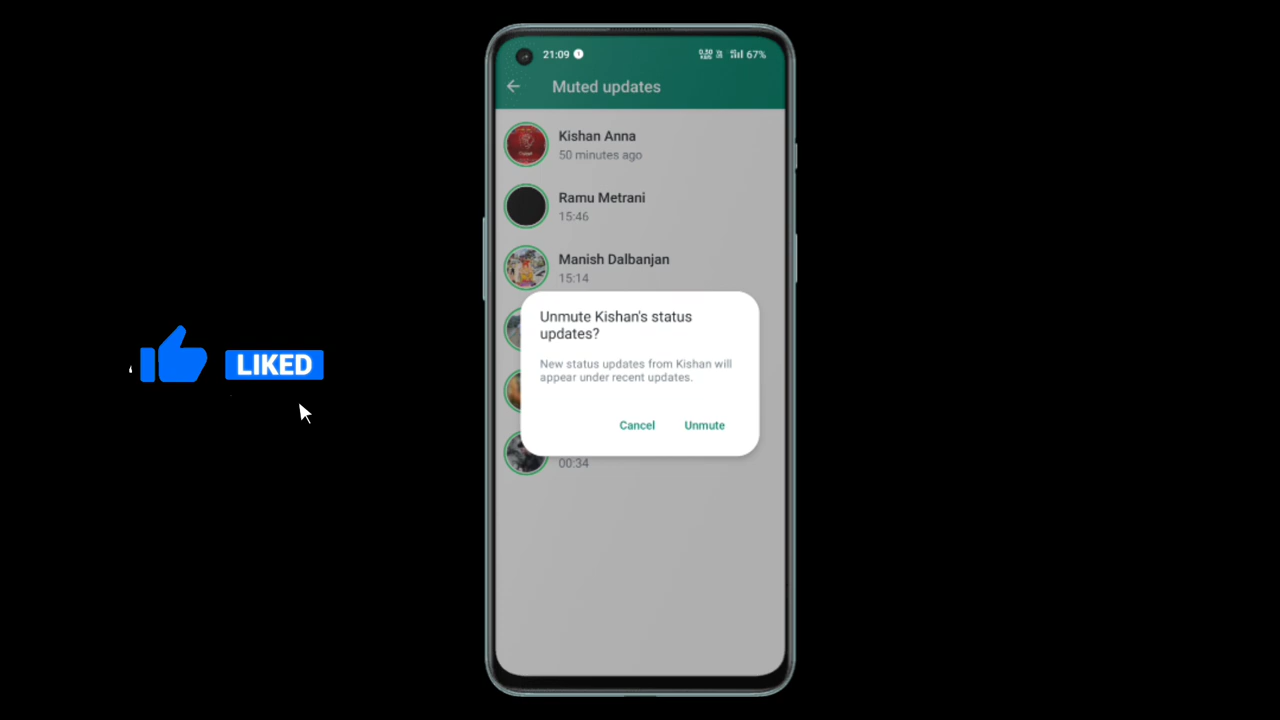 21:09
67%
Muted updates
Kishan Anna
50 minutes ago
Ramu Metrani
15:46
Manish Dalbanjan
15:14
Unmute Kishan's status
updates?
New status updates from Kishan will
appear under recent updates.
Cancel Unmute
00:34
LIKED